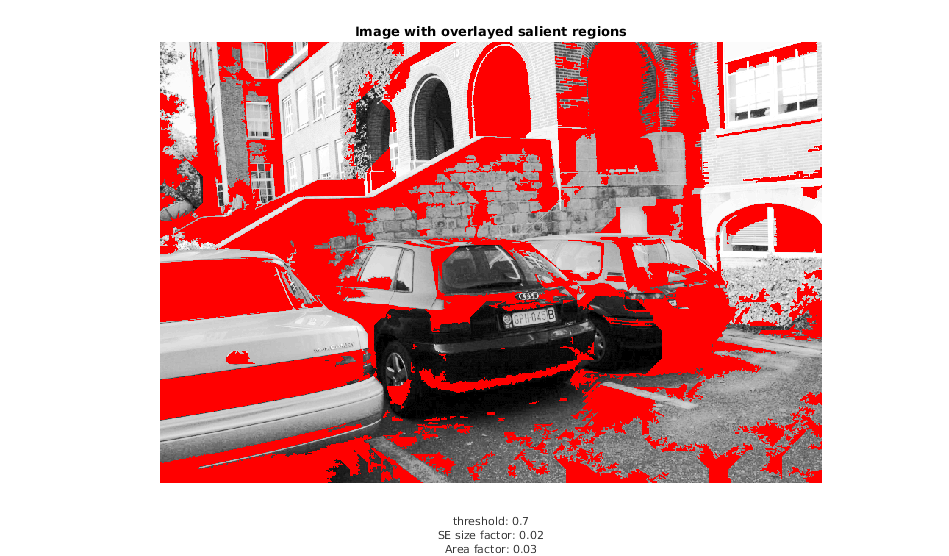 Image with overlayed salient regions
threshold: 0.7
SE size factor: 0.02
Area factor: 0.03